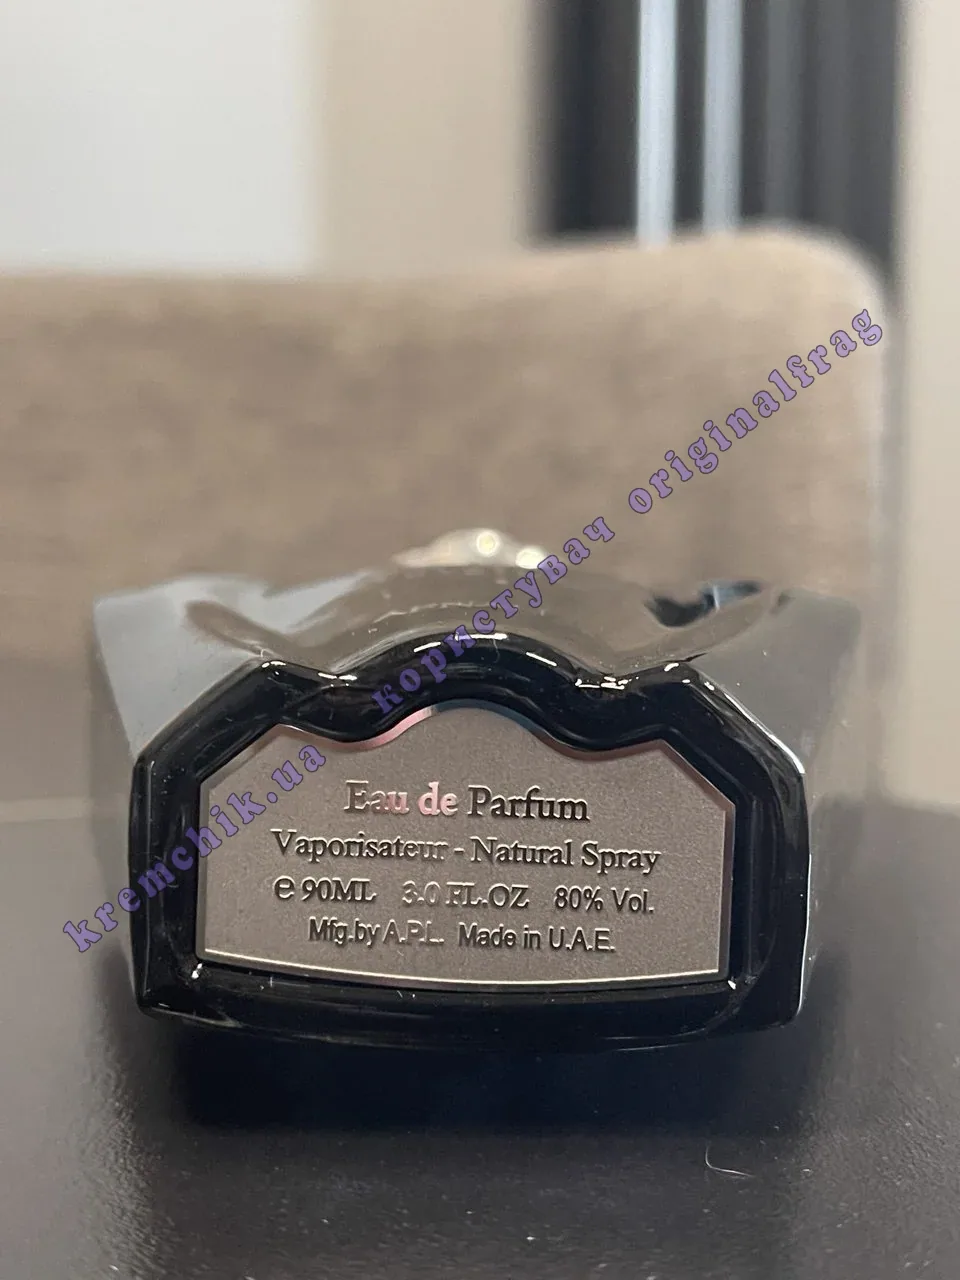 Eau de Parfum
Vaporisateur - Natural Spray
℮ 90ML 3.0 FL.OZ 80% Vol.
Mfg.by A.P.L. Made in U.A.E.
kremchik.ua користувач originalfrag